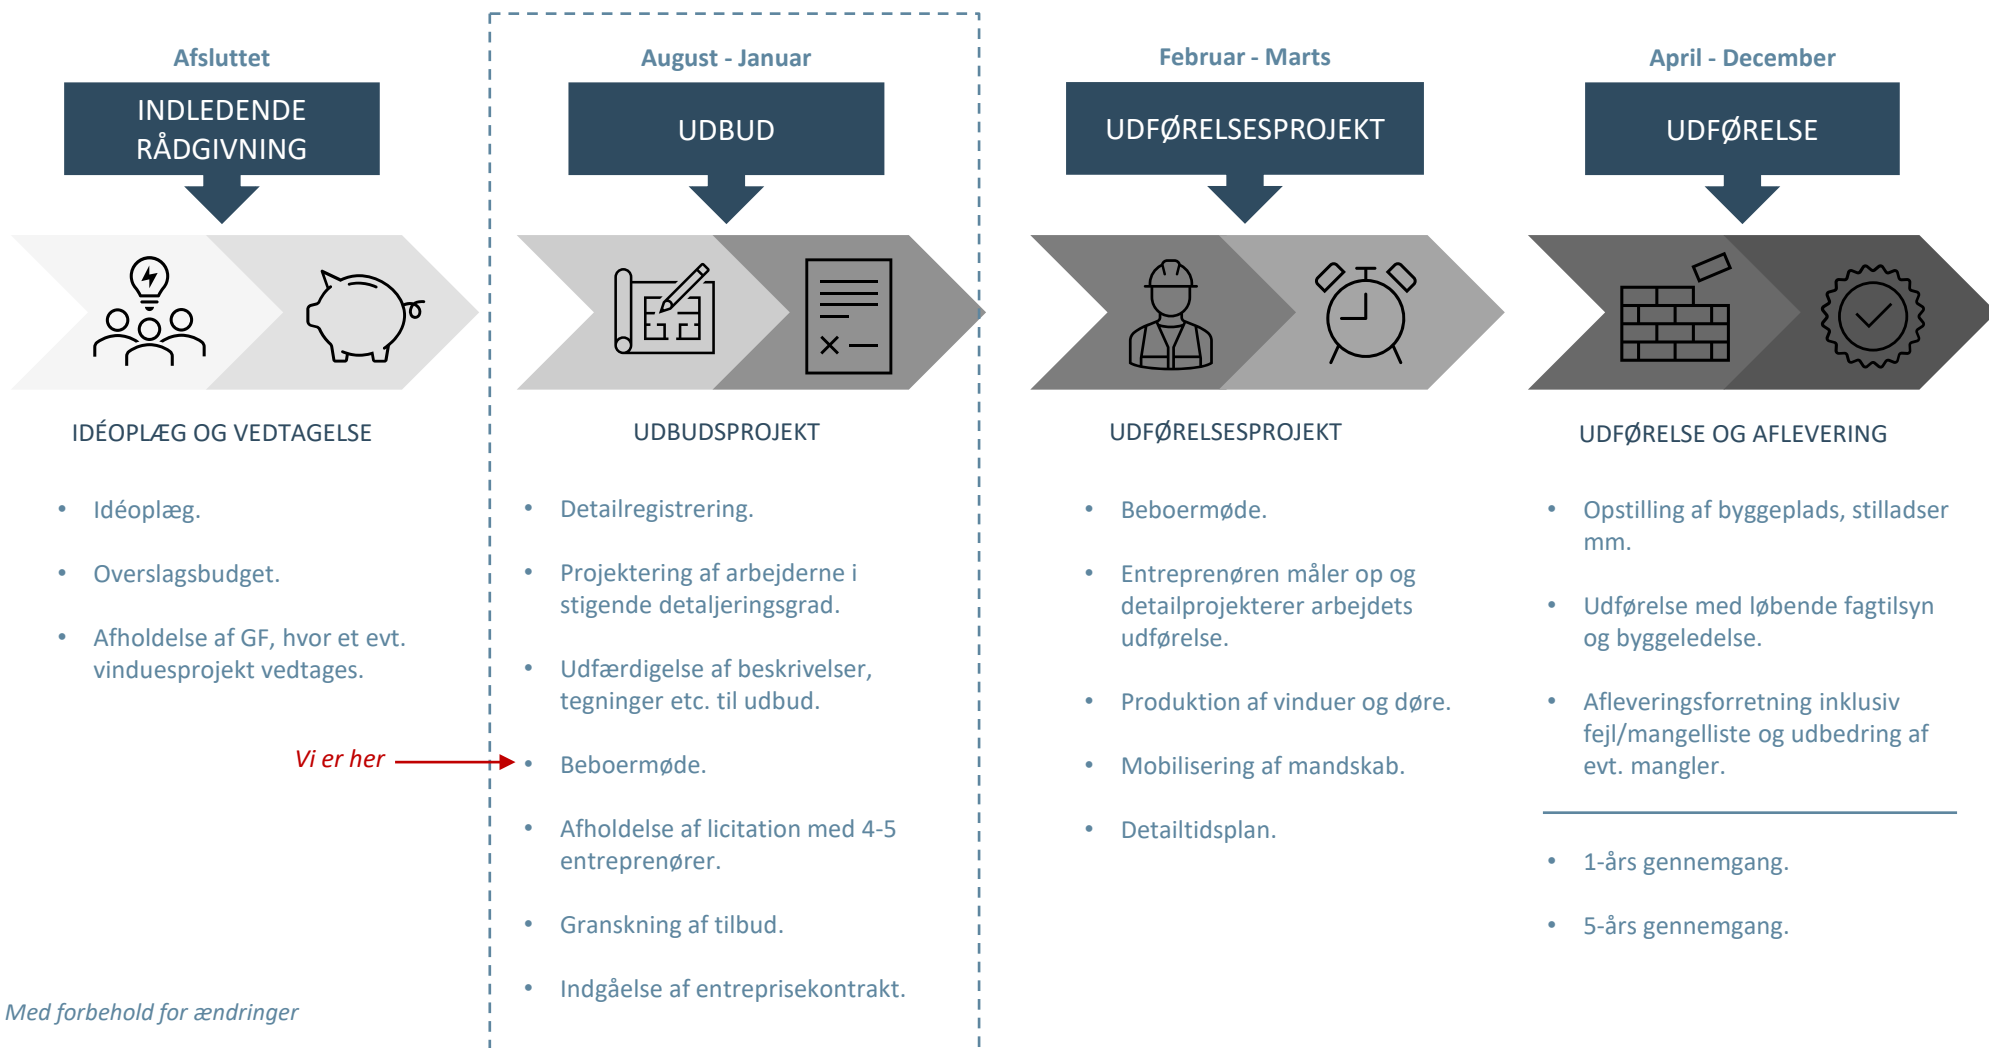 Afsluttet
INDLEDENDE
RÅDGIVNING
IDÉOPLÆG OG VEDTAGELSE
• Idéoplæg.
• Overslagsbudget.
• Afholdelse af GF, hvor et evt.
vinduesprojekt vedtages.
Vi er her
Med forbehold for ændringer
August - Januar
UDBUD
UDBUDSPROJEKT
• Detailregistrering.
• Projektering af arbejderne i
stigende detaljeringsgrad.
• Udfærdigelse af beskrivelser,
tegninger etc. til udbud.
• Beboermøde.
• Afholdelse af licitation med 4-5
entreprenører.
• Granskning af tilbud.
• Indgåelse af entreprisekontrakt.
Februar - Marts
UDFØRELSESPROJEKT
UDFØRELSESPROJEKT
• Beboermøde.
• Entreprenøren måler op og
detailprojekterer arbejdets
udførelse.
• Produktion af vinduer og døre.
• Mobilisering af mandskab.
• Detailtidsplan.
April - December
UDFØRELSE
UDFØRELSE OG AFLEVERING
• Opstilling af byggeplads, stilladser
mm.
• Udførelse med løbende fagtilsyn
og byggeledelse.
• Afleveringsforretning inklusiv
fejl/mangelliste og udbedring af
evt. mangler.
• 1-års gennemgang.
• 5-års gennemgang.